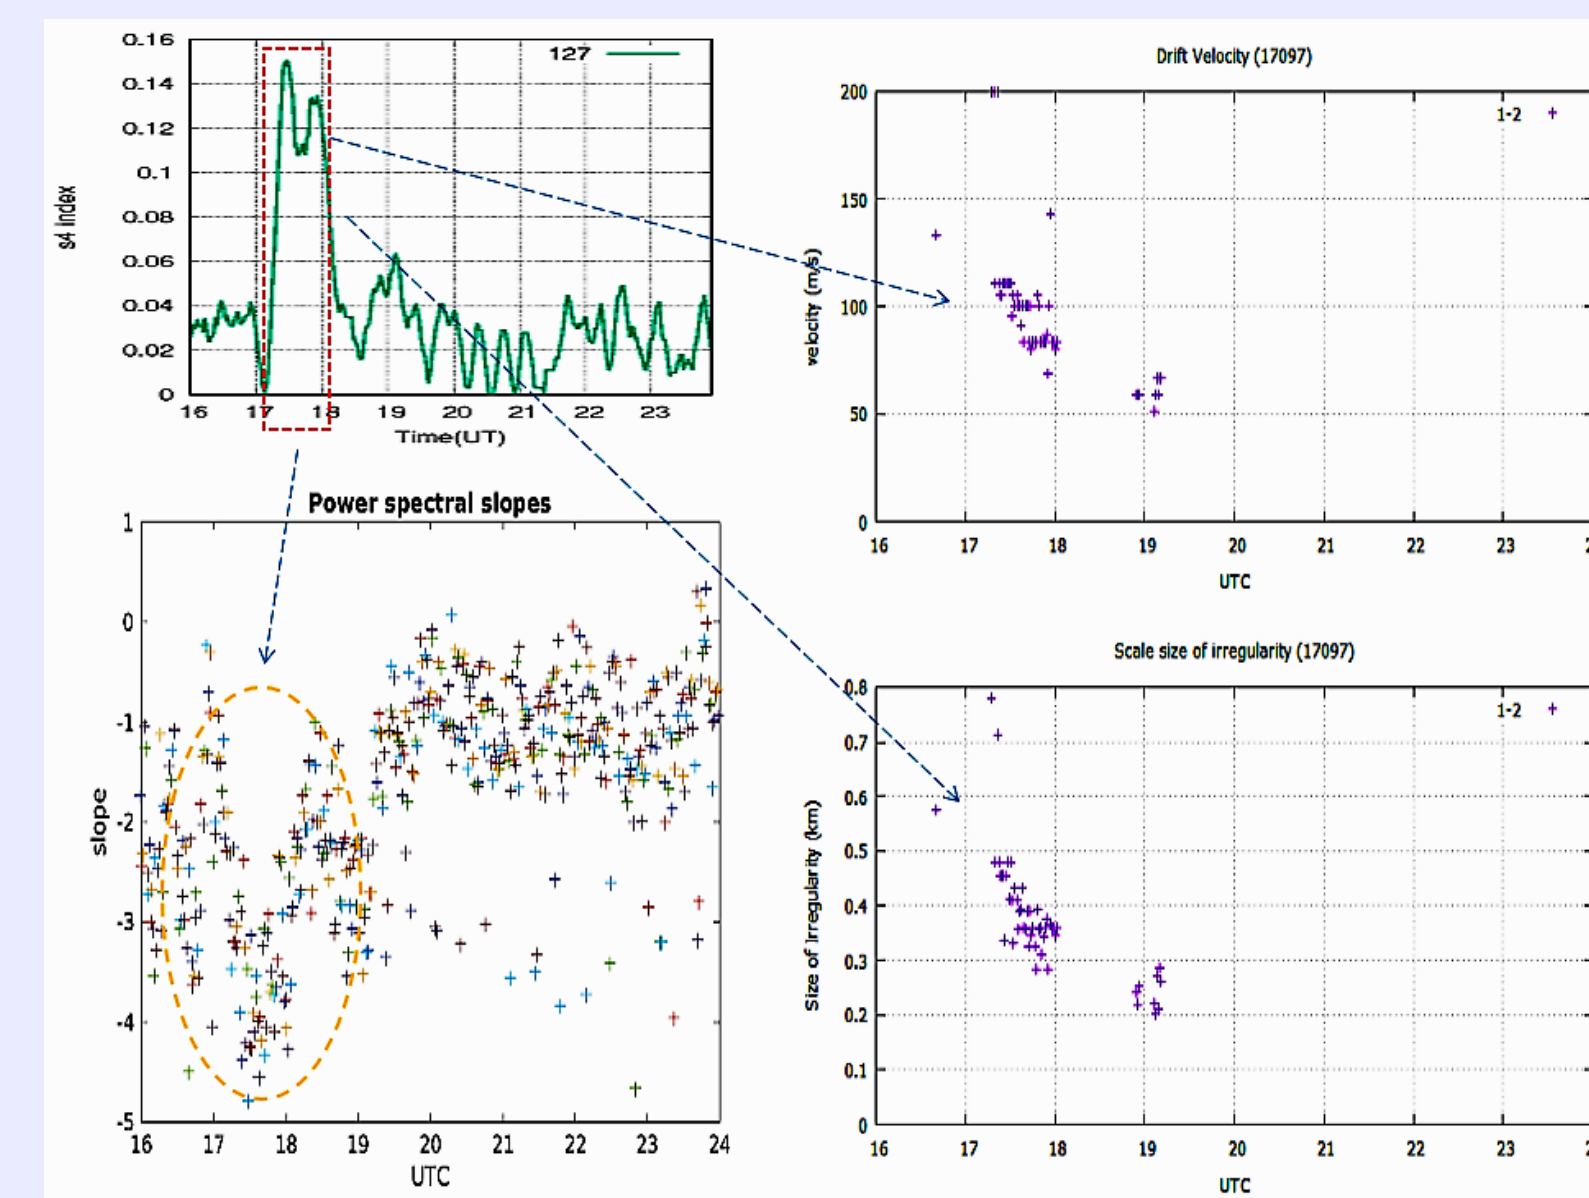 0.16
0.14
0.12
0.1
0.08
0.06
0.04
0.02
0
s4 index
127
16 17 18 19 20 21 22 23
Time(UT)
Drift Velocity (17097)
200
150
100
50
0
velocity (m/s)
1-2
16 17 18 19 20 21 22 23
UTC
Power spectral slopes
1
0
-1
-2
-3
-4
-5
slope
16 17 18 19 20 21 22 23 24
UTC
Scale size of irregularity (17097)
0.8
0.7
0.6
0.5
0.4
0.3
0.2
0.1
0
Size of Irregularity (km)
1-2
16 17 18 19 20 21 22 23
UTC